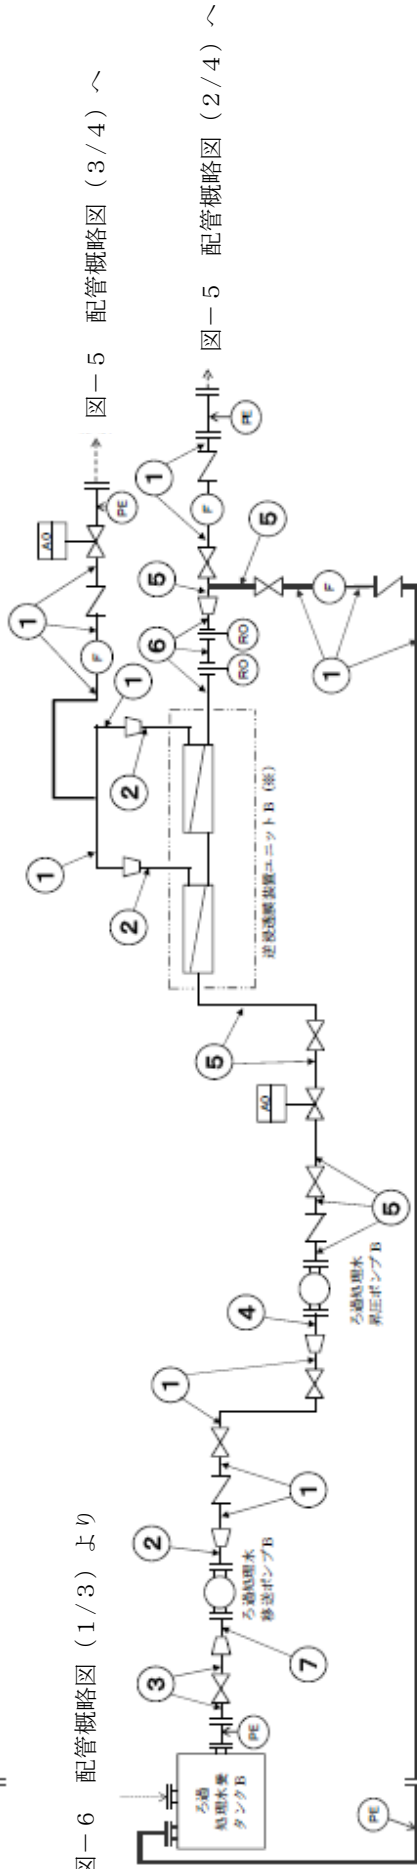 図－6　配管概略図（1/3）より
図－5　配管概略図（3/4）へ
図－5　配管概略図（2/4）へ
ろ過
処理水受
タンクB
PE
3
7
ろ過処理水
移送ポンプB
2
1
1
4
ろ過処理水
昇圧ポンプB
5
AO
5
逆浸透膜装置ユニットB（※）
2
2
1
1
1
F
AO
PE
6
RO
RO
5
F
1
PE
5
F
1
PE